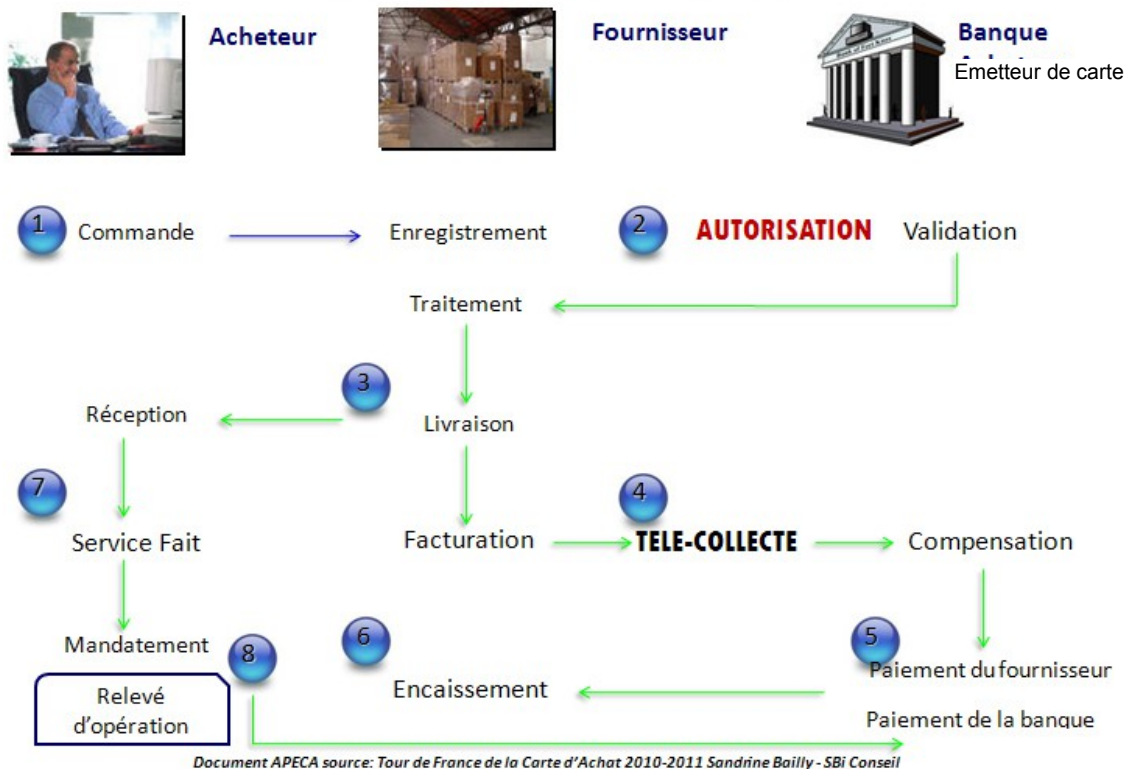 Acheteur
Fournisseur
Banque
Emetteur de carte
1 Commande
Enregistrement
2 AUTORISATION Validation
Traitement
3
Réception
Livraison
7
4
Service Fait
Facturation
TELE-COLLECTE
Compensation
Mandatement
8
6
5
Relevé
d'opération
Encaissement
Paiement du fournisseur
Paiement de la banque
Document APECA source: Tour de France de la Carte d'Achat 2010-2011 Sandrine Bailly - SBi Conseil